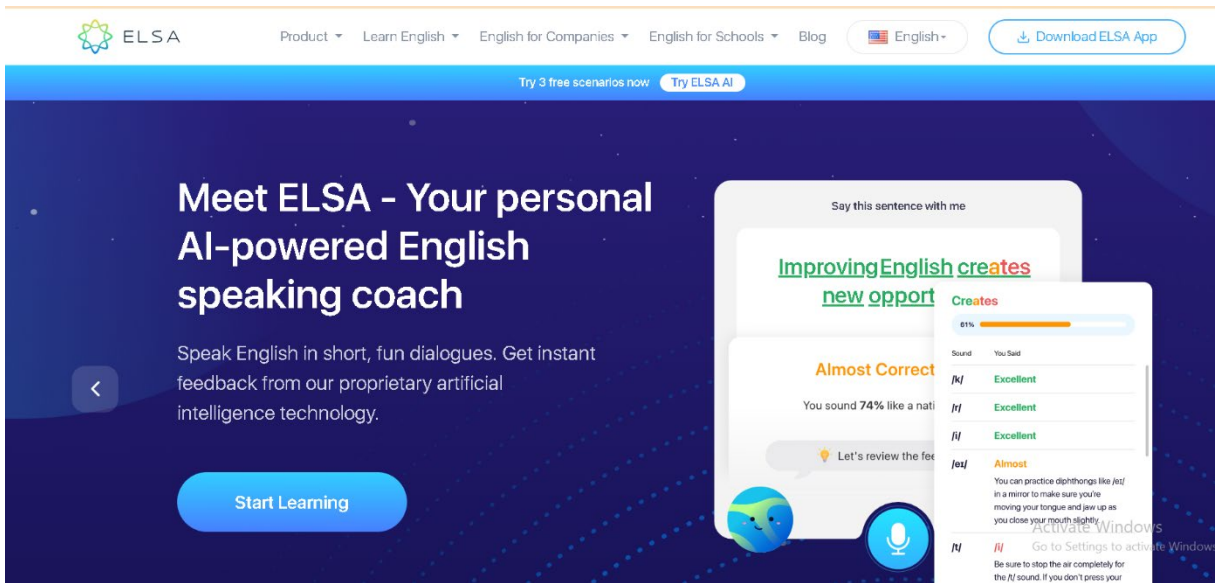 ELSA
Product Learn English English for Companies English for Schools Blog English Download ELSA App
Try 3 free scenarios now Try ELSA AI
Meet ELSA - Your personal
AI-powered English
speaking coach
Speak English in short, fun dialogues. Get instant
feedback from our proprietary artificial
intelligence technology.
Start Learning
Say this sentence with me
Improving English creates
new opport
Almost Correct
You sound 74% like a nati
Let's review the fee
Creates
61%
Sound You Said
/k/ Excellent
/r/ Excellent
/i/ Excellent
/eɪ/ Almost
You can practice diphthongs like /eɪ/
in a mirror to make sure you're
moving your tongue and jaw up as
you close your mouth slightly.
/t/ /i/
Be sure to stop the air completely for
the /t/ sound. If you don't press your
Activate Windows
Go to Settings to activate Windows